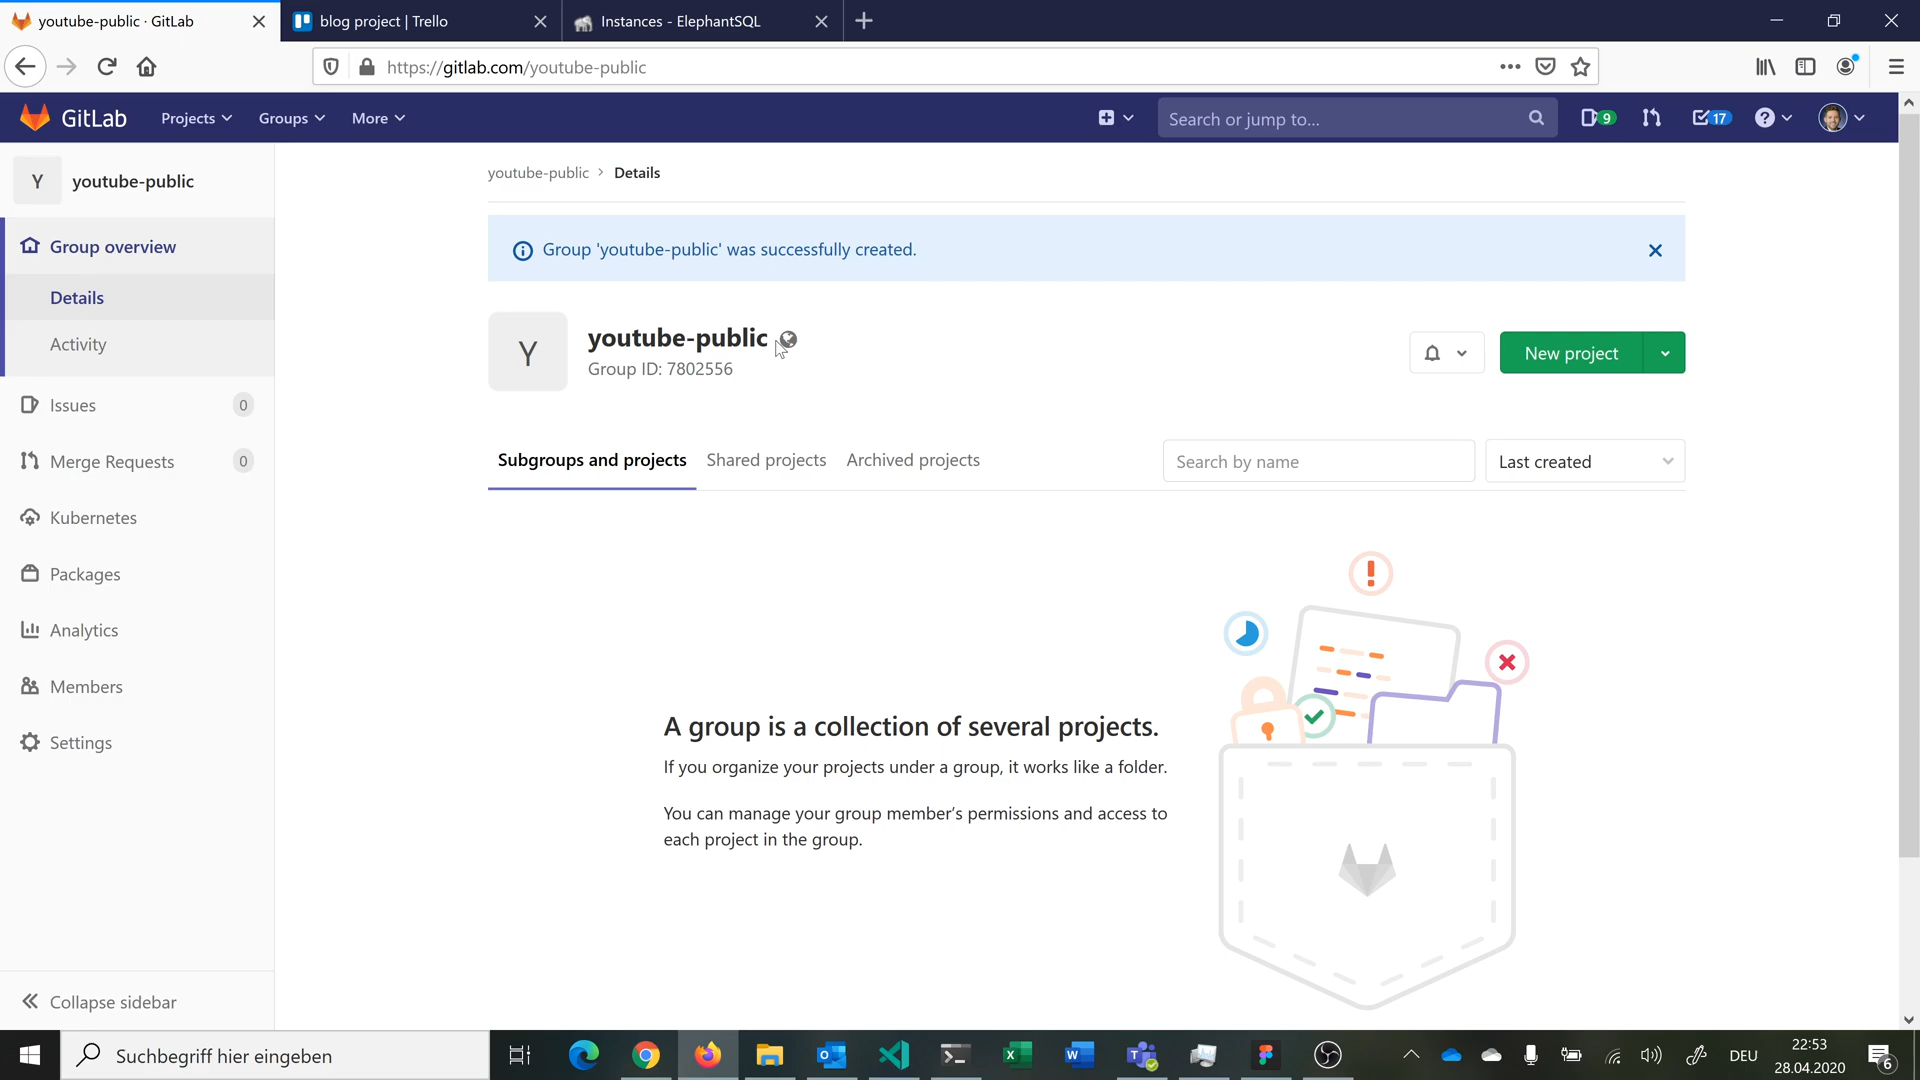 youtube-public · GitLab
blog project | Trello
Instances - ElephantSQL
https://gitlab.com/youtube-public
GitLab
Projects
Groups
More
Search or jump to...
9
17
Y
youtube-public
Group overview
Details
Activity
Issues
0
Merge Requests
0
Kubernetes
Packages
Analytics
Members
Settings
Collapse sidebar
youtube-public > Details
Group 'youtube-public' was successfully created.
Y
youtube-public
Group ID: 7802556
New project
Subgroups and projects
Shared projects
Archived projects
Search by name
Last created
A group is a collection of several projects.
If you organize your projects under a group, it works like a folder.
You can manage your group member’s permissions and access to
each project in the group.
Suchbegriff hier eingeben
DEU
22:53
28.04.2020
6